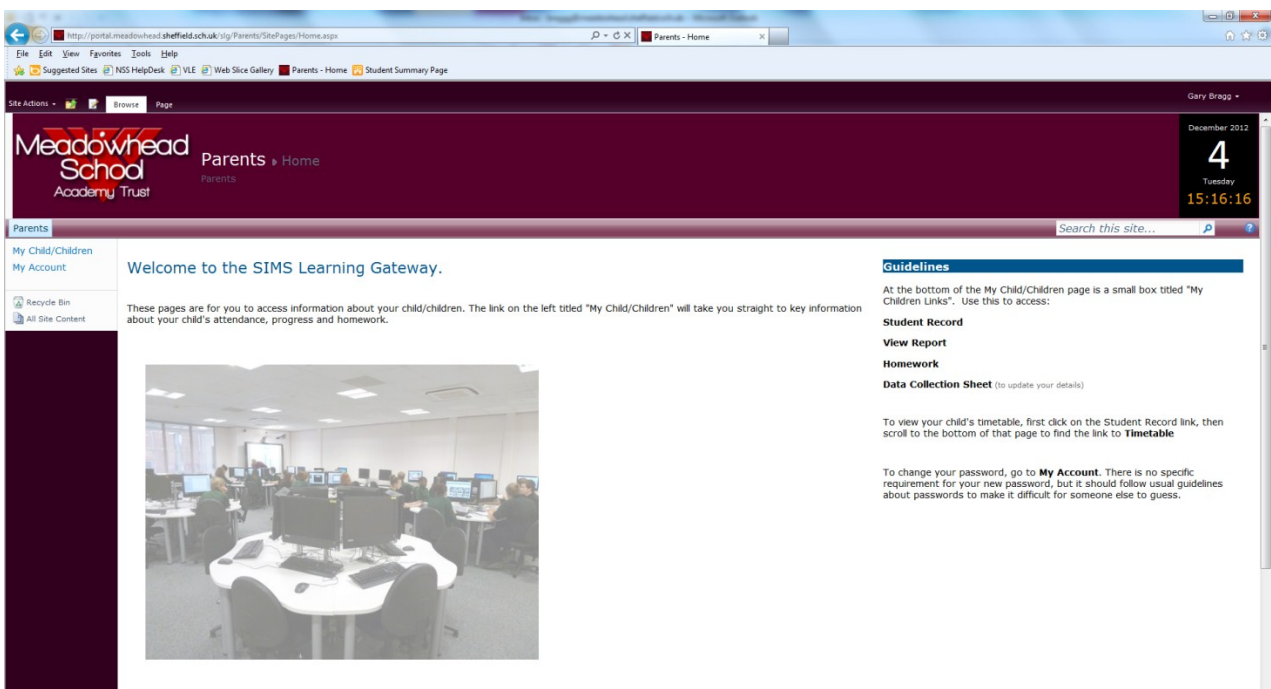 http://portal.meadowhead.sheffield.sch.uk/slg/Parents/SitePages/Home.aspx
Parents - Home
File Edit View Favorites Tools Help
Suggested Sites NSS HelpDesk VLE Web Slice Gallery Parents - Home Student Summary Page
Site Actions Browse Page
Gary Bragg
Meadowhead
School
Academy Trust
Parents Home
Parents
December 2012
4
Tuesday
15:16:16
Parents
Search this site...
My Child/Children
My Account
Recycle Bin
All Site Content
Welcome to the SIMS Learning Gateway.
These pages are for you to access information about your child/children. The link on the left titled "My Child/Children" will take you straight to key information
about your child's attendance, progress and homework.
Guidelines
At the bottom of the My Child/Children page is a small box titled "My
Children Links". Use this to access:
Student Record
View Report
Homework
Data Collection Sheet (to update your details)
To view your child's timetable, first click on the Student Record link, then
scroll to the bottom of that page to find the link to Timetable
To change your password, go to My Account. There is no specific
requirement for your new password, but it should follow usual guidelines
about passwords to make it difficult for someone else to guess.